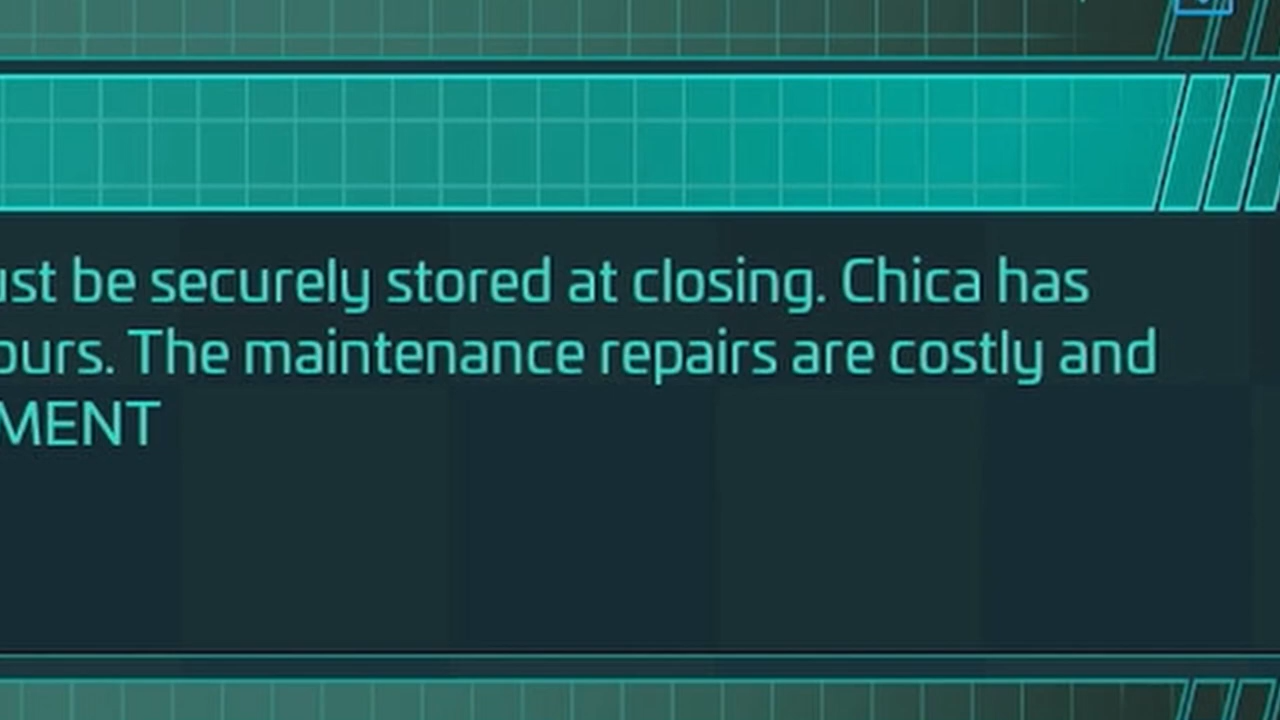 ust be securely stored at closing. Chica has
ours. The maintenance repairs are costly and
MENT